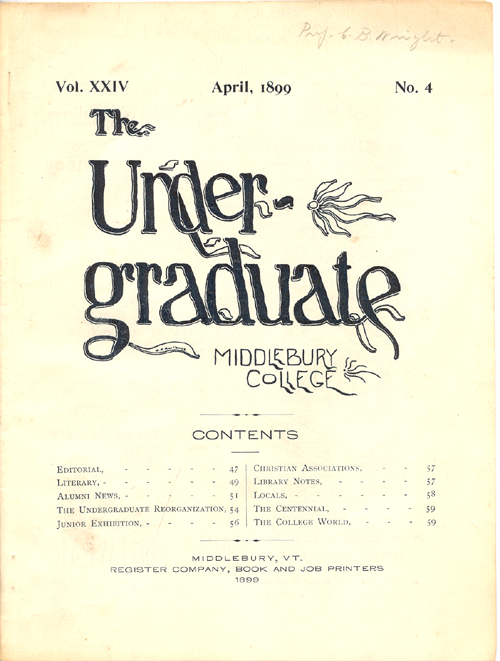 Prof. C. B. Wright.
Vol. XXIV April, 1899 No. 4
The
Under-
graduate
MIDDLEBURY
COLLEGE
CONTENTS
EDITORIAL, - - - - - 47
LITERARY, - - - - - 49
ALUMNI NEWS, - - - - 51
THE UNDERGRADUATE REORGANIZATION, 54
JUNIOR EXHIBITION, - - - - 56
CHRISTIAN ASSOCIATIONS, - - 57
LIBRARY NOTES, - - - - 57
LOCALS, - - - - - 58
THE CENTENNIAL, - - - - 59
THE COLLEGE WORLD, - - - 59
MIDDLEBURY, VT.
REGISTER COMPANY, BOOK AND JOB PRINTERS
1899